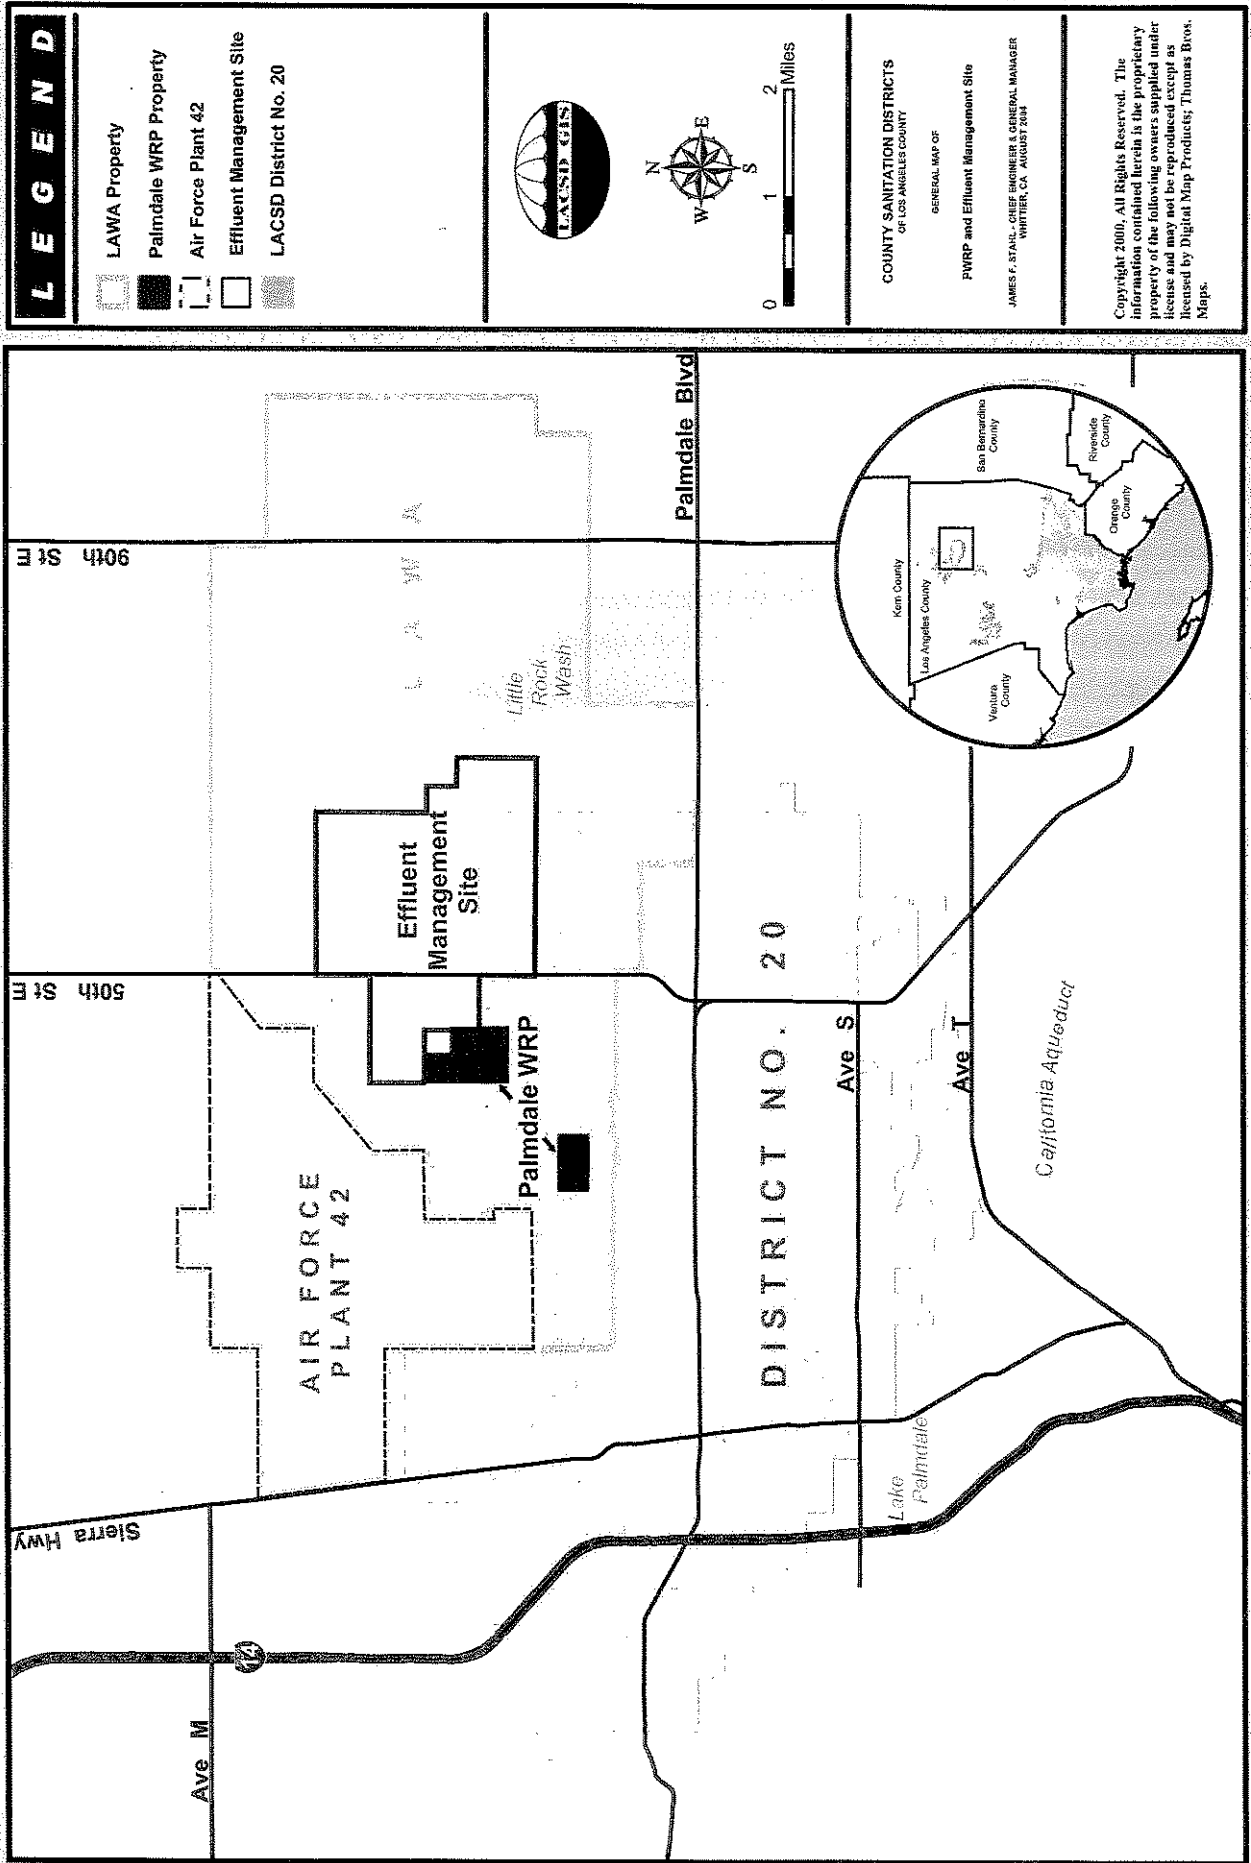 LEGEND
LAWA Property
Palmdale WRP Property
Air Force Plant 42
Effluent Management Site
LACSD District No. 20
LACSD GIS
N
W
E
S
0
1
2
Miles
COUNTY SANITATION DISTRICTS
OF LOS ANGELES COUNTY
GENERAL MAP OF
PWRP and Effluent Management Site
JAMES F. STAHL - CHIEF ENGINEER & GENERAL MANAGER
WHITTIER, CA AUGUST 2004
Copyright 2000, All Rights Reserved. The
information contained herein is the proprietary
property of the following owners supplied under
license and may not be reproduced except as
licensed by Digital Map Products; Thomas Bros.
Maps.
Sierra Hwy
50th St E
90th St E
Ave M
14
AIR FORCE
PLANT 42
Effluent
Management
Site
L A W A
Little
Rock
Wash
Palmdale WRP
Palmdale Blvd
DISTRICT NO. 20
Ave S
Lake
Palmdale
Ave T
California Aqueduct
Kern County
Los Angeles County
Ventura
County
San Bernardino
County
Orange
County
Riverside
County